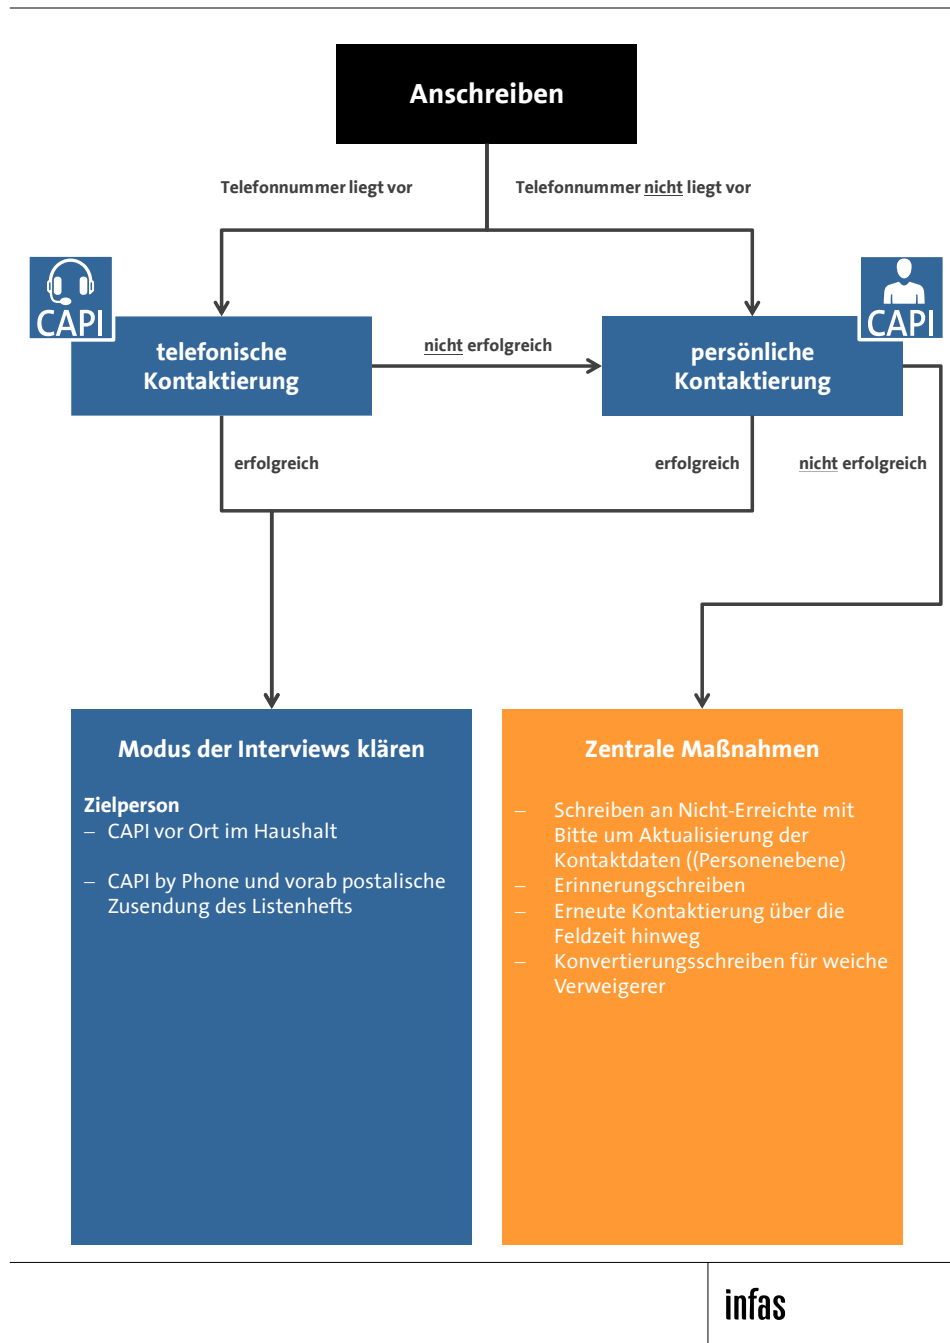 Anschreiben
Telefonnummer liegt vor
Telefonnummer nicht liegt vor
CAPI
CAPI
telefonische
Kontaktierung
nicht erfolgreich
persönliche
Kontaktierung
erfolgreich
erfolgreich
nicht erfolgreich
Modus der Interviews klären
Zielperson
– CAPI vor Ort im Haushalt
– CAPI by Phone und vorab postalische
Zusendung des Listenhefts
Zentrale Maßnahmen
– Schreiben an Nicht-Erreichte mit
Bitte um Aktualisierung der
Kontaktdaten ((Personenebene)
– Erinnerungschreiben
– Erneute Kontaktierung über die
Feldzeit hinweg
– Konvertierungsschreiben für weiche
Verweigerer
infas